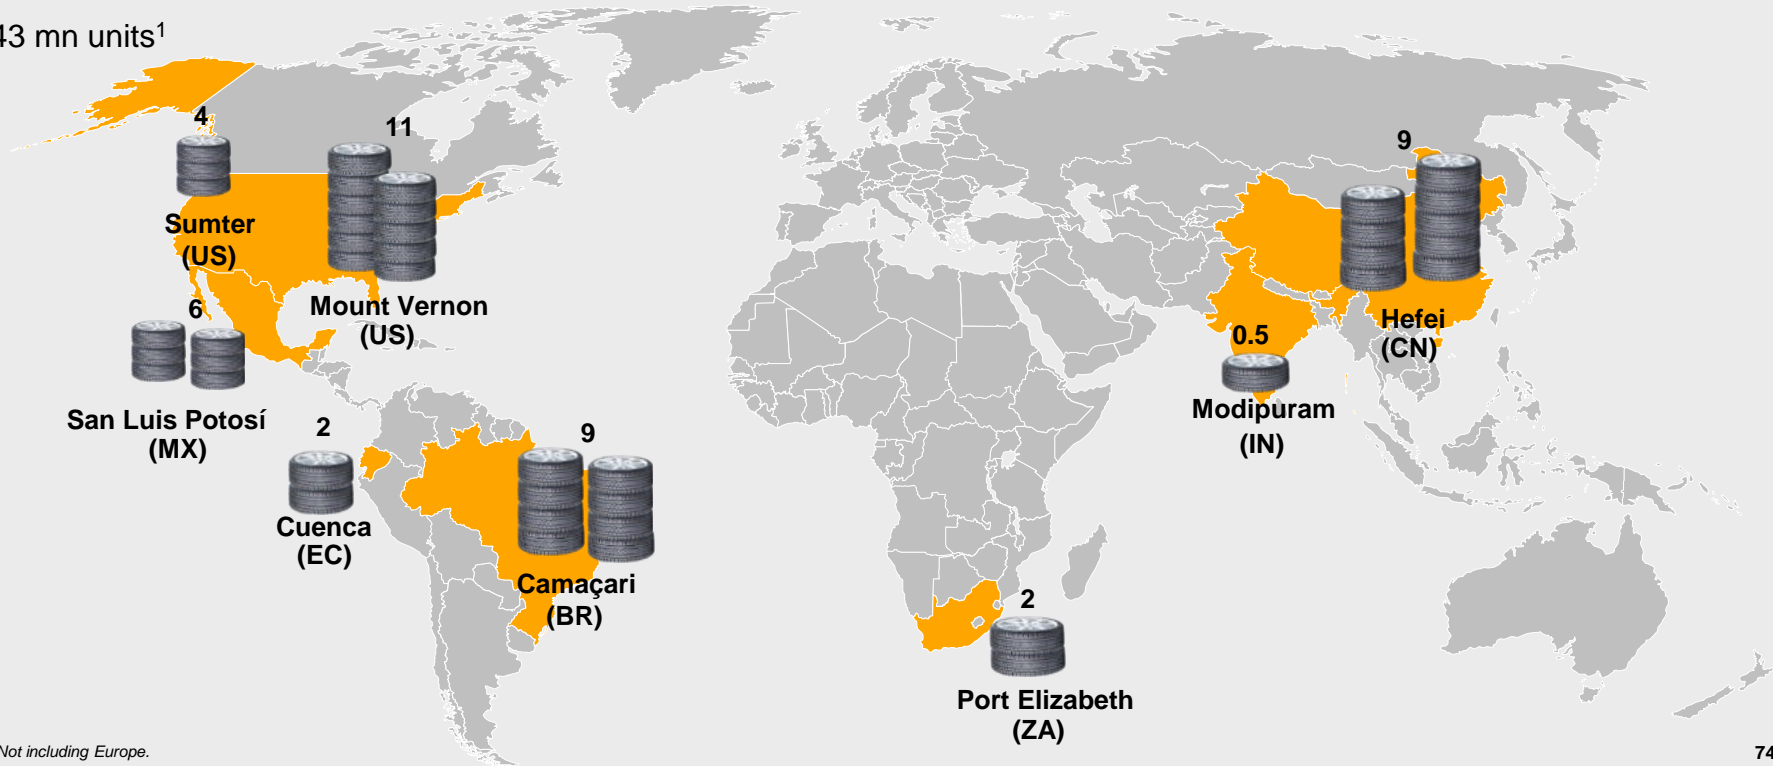 43 mn units¹
4
Sumter
(US)
11
Mount Vernon
(US)
6
San Luis Potosí
(MX)
2
Cuenca
(EC)
9
Camaçari
(BR)
2
Port Elizabeth
(ZA)
0.5
Modipuram
(IN)
9
Hefei
(CN)
Not including Europe.
74